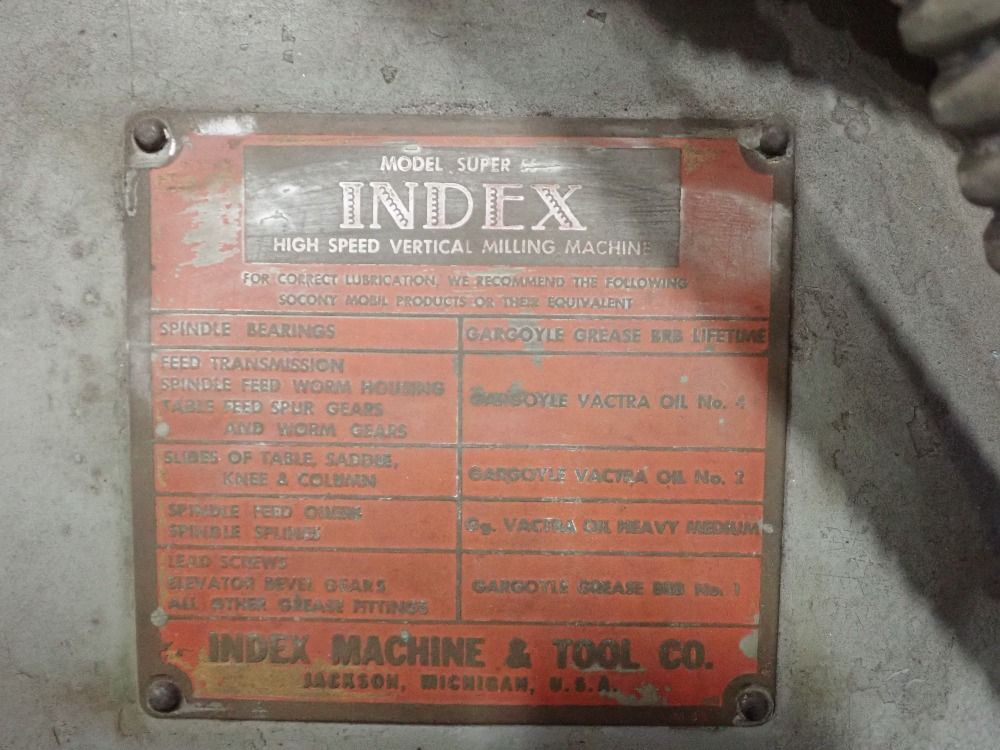 MODEL SUPER 55
INDEX
HIGH SPEED VERTICAL MILLING MACHINE
FOR CORRECT LUBRICATION, WE RECOMMEND THE FOLLOWING
SOCONY MOBIL PRODUCTS OR THEIR EQUIVALENT
SPINDLE BEARINGS
GARGOYLE GREASE BRB LIFETIME
FEED TRANSMISSION
SPINDLE FEED WORM HOUSING
TABLE FEED SPUR GEARS
AND WORM GEARS
GARGOYLE VACTRA OIL No. 4
SLIDES OF TABLE, SADDLE,
KNEE & COLUMN
GARGOYLE VACTRA OIL No. 2
SPINDLE FEED OILER
SPINDLE SPLINES
Gg. VACTRA OIL HEAVY MEDIUM
LEAD SCREWS
ELEVATOR BEVEL GEARS
ALL OTHER GREASE FITTINGS
GARGOYLE GREASE BRB No. 1
INDEX MACHINE & TOOL CO.
JACKSON, MICHIGAN, U.S.A.